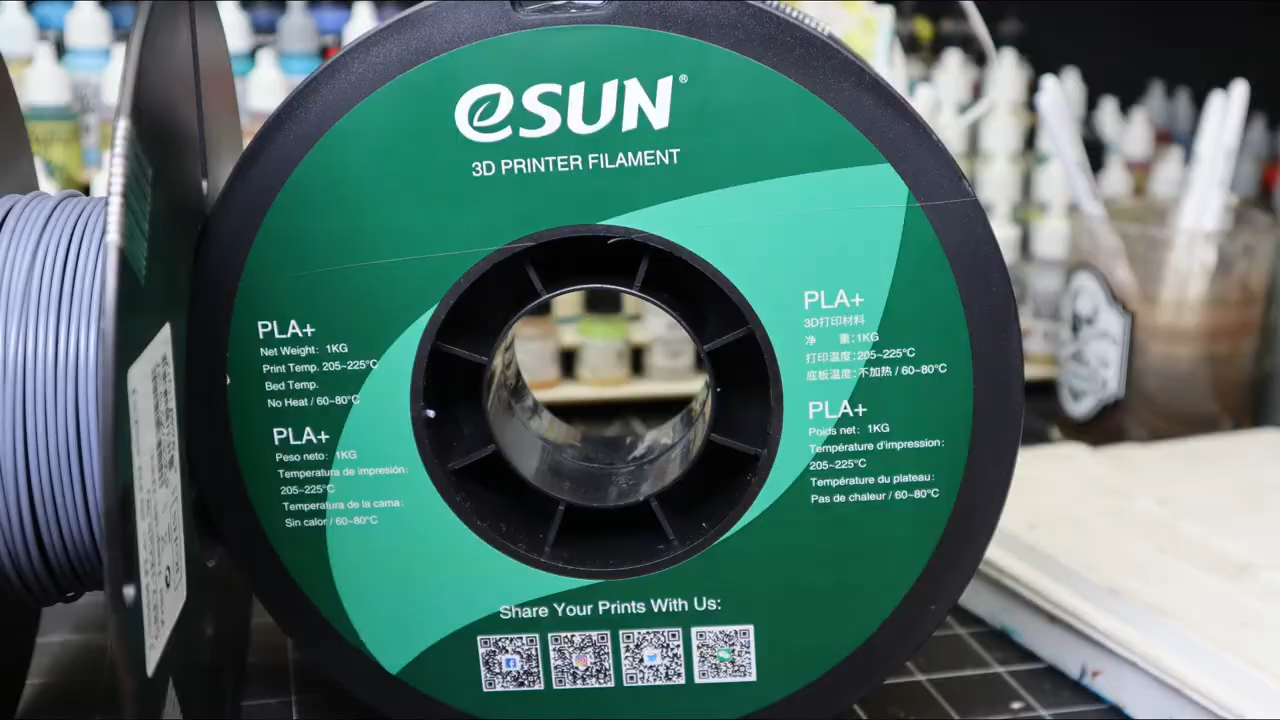 eSUN®
3D PRINTER FILAMENT
PLA+
Net Weight: 1KG
Print Temp. 205~225°C
Bed Temp.
No Heat / 60~80°C
PLA+
Peso neto: 1KG
Temperatura de impresión:
205~225°C
Temperatura de la cama:
Sin calor / 60~80°C
PLA+
3D打印材料
净 重:1KG
打印温度:205~225°C
底板温度:不加热 / 60~80°C
PLA+
Poids net: 1KG
Température d'impression:
205~225°C
Température du plateau:
Pas de chaleur / 60~80°C
Share Your Prints With Us: